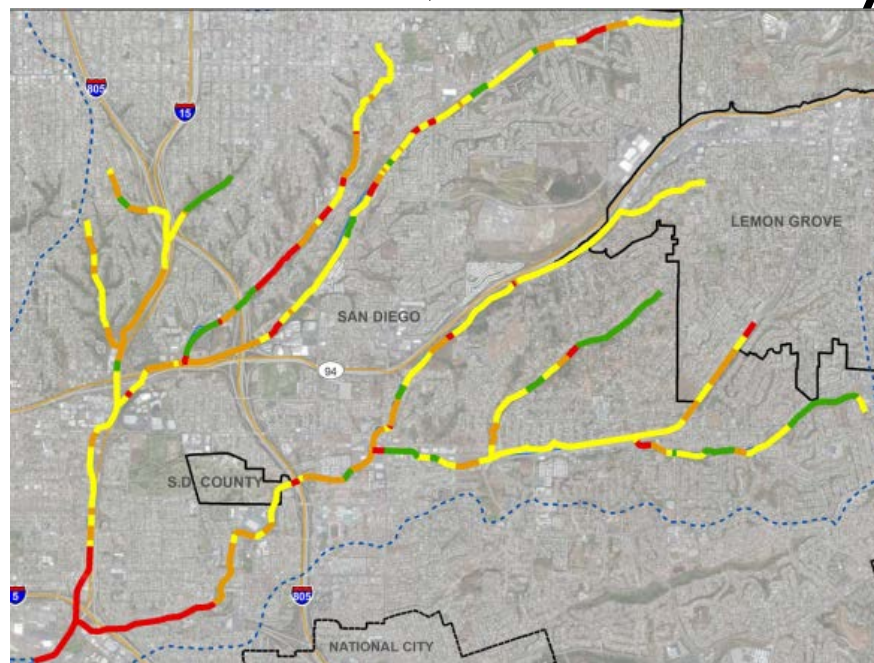 805
15
LEMON GROVE
SAN DIEGO
94
S.D. COUNTY
5
805
NATIONAL CITY